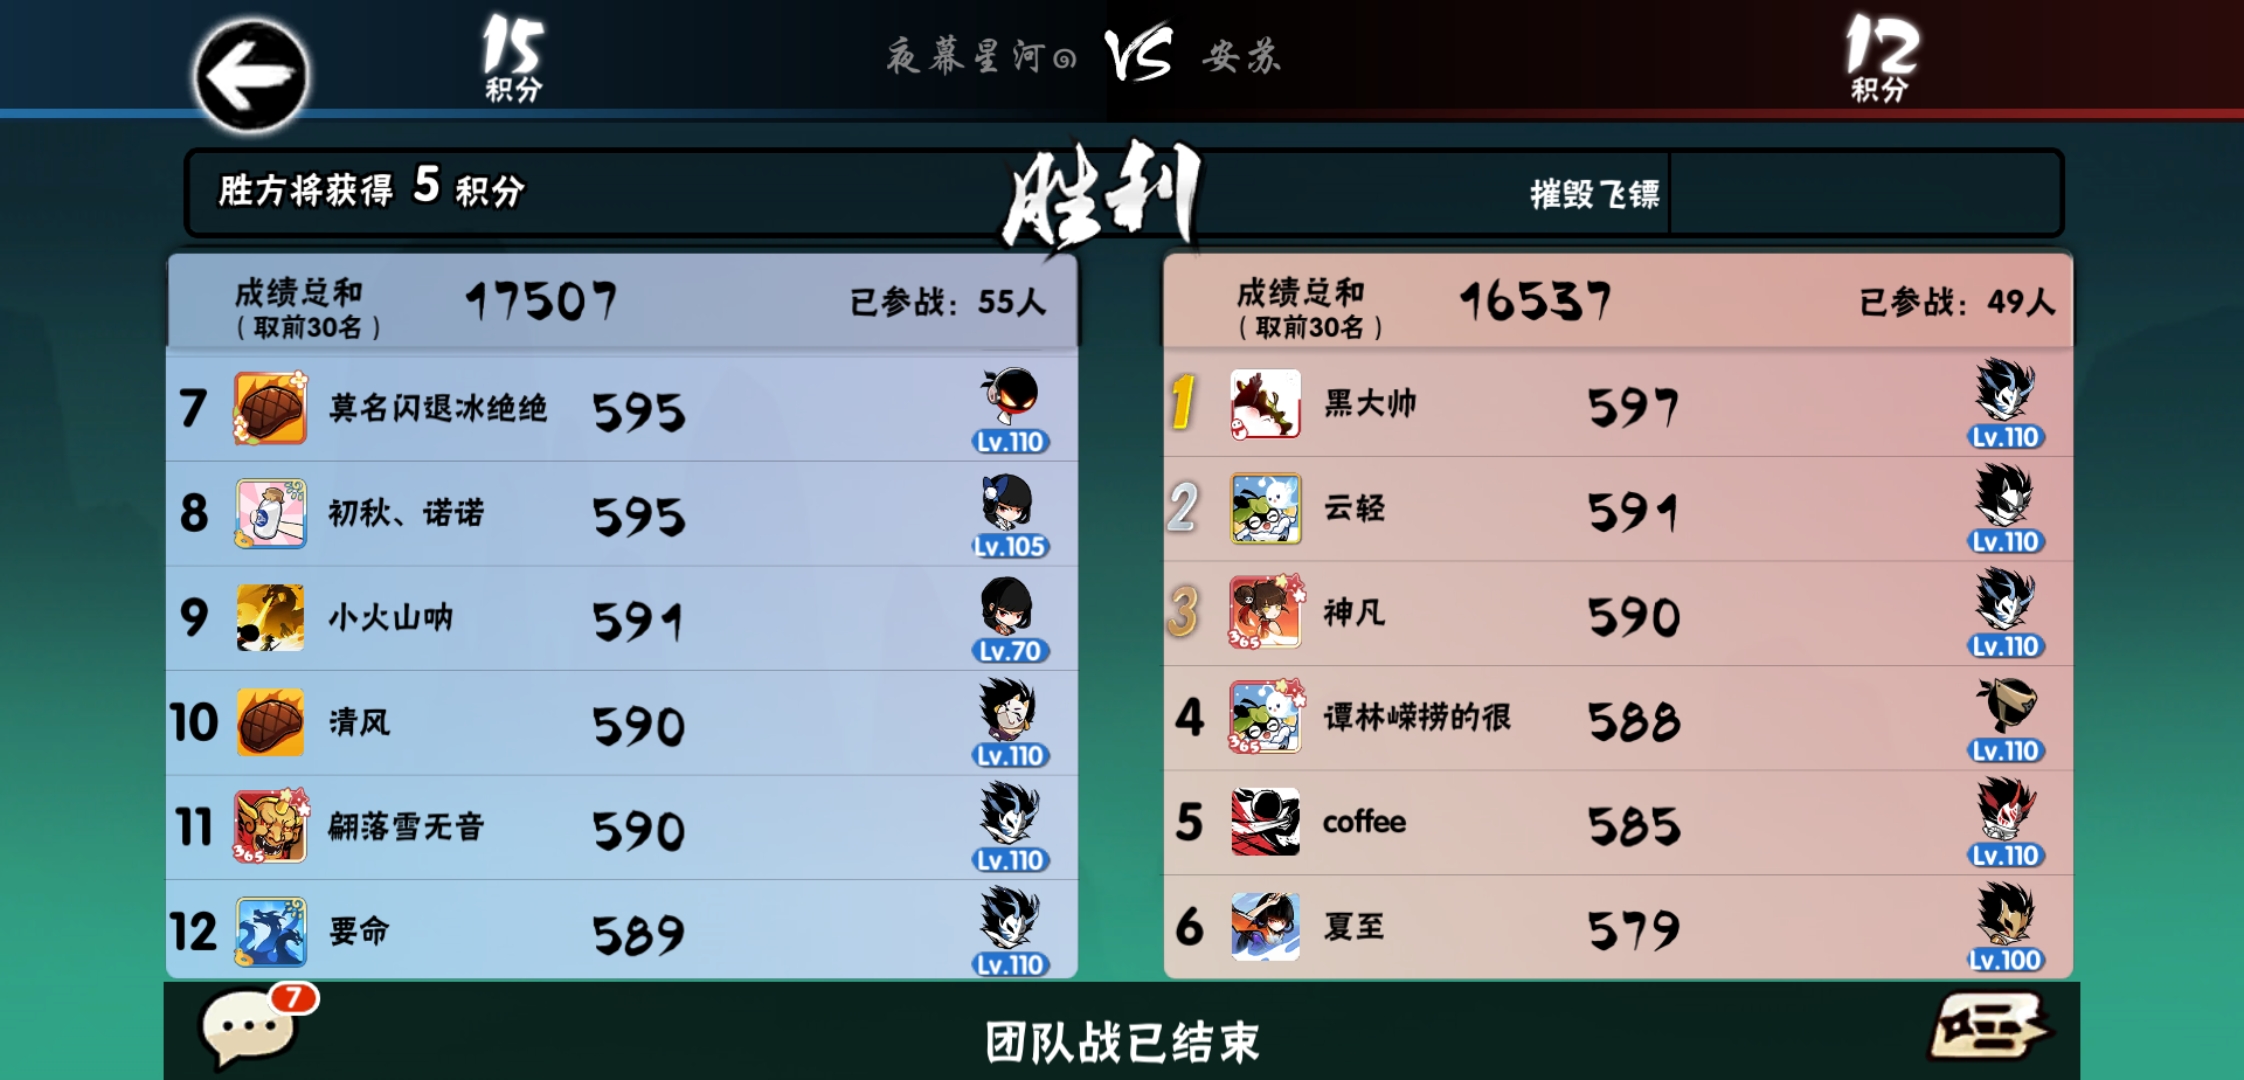 15
积分
夜幕星河๑ VS 安苏
12
积分
胜方将获得 5 积分
胜利
摧毁飞镖
成绩总和
(取前30名)
17507
已参战：55人
7 莫名闪退冰绝绝 595 Lv.110
8 初秋、诺诺 595 Lv.105
9 小火山呐 591 Lv.70
10 清风 590 Lv.110
11 翩落雪无音 590 Lv.110
12 要命 589 Lv.110
成绩总和
(取前30名)
16537
已参战：49人
1 黑大帅 597 Lv.110
2 云轻 591 Lv.110
3 神凡 590 Lv.110
4 谭林嵘捞的很 588 Lv.110
5 coffee 585 Lv.110
6 夏至 579 Lv.100
365
365
365
7
团队战已结束